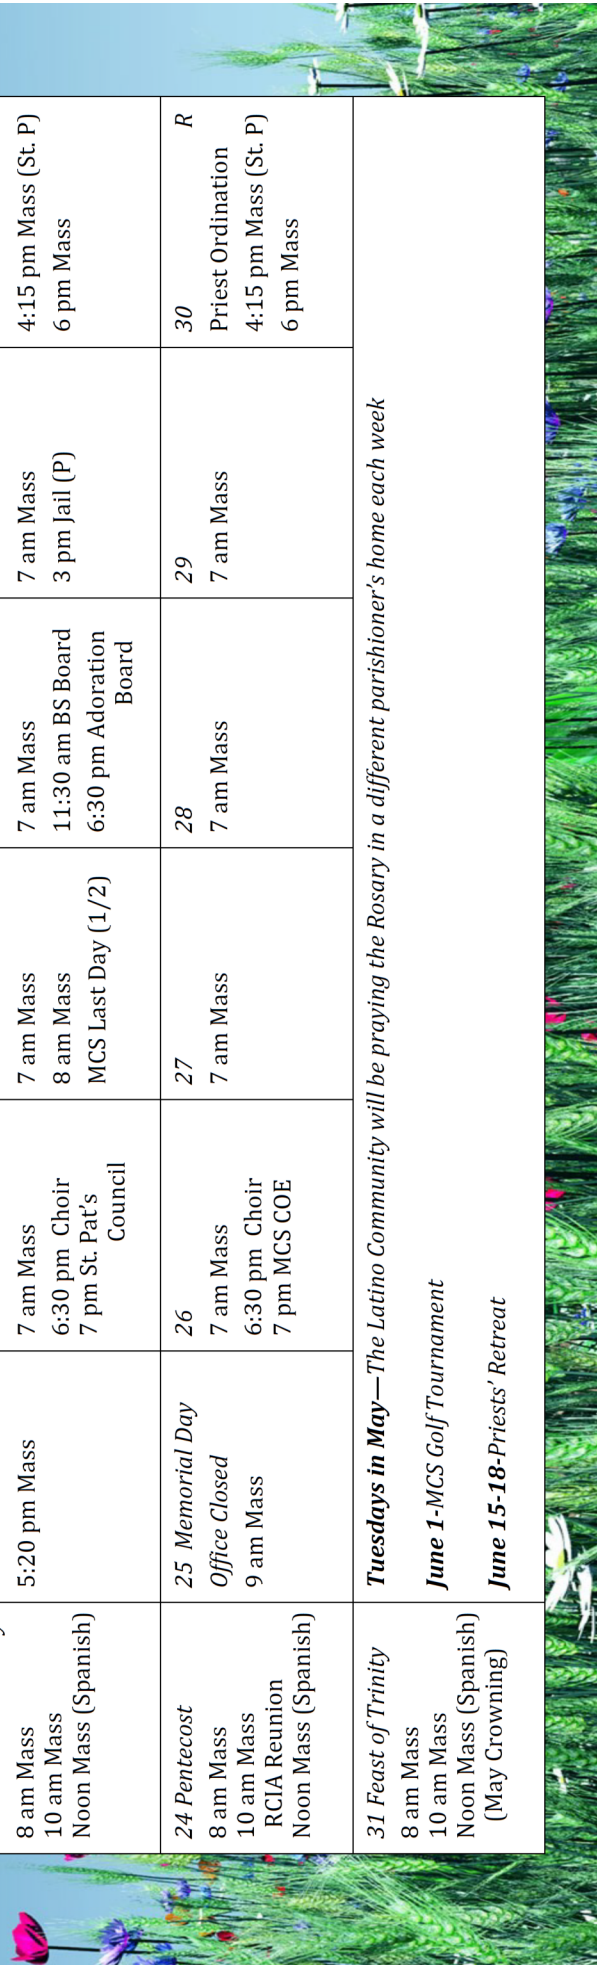 8 am Mass
10 am Mass
Noon Mass (Spanish)
5:20 pm Mass
7 am Mass
6:30 pm Choir
7 pm St. Pat's
Council
7 am Mass
8 am Mass
MCS Last Day (1/2)
7 am Mass
11:30 am BS Board
6:30 pm Adoration
Board
7 am Mass
3 pm Jail (P)
4:15 pm Mass (St. P)
6 pm Mass
24 Pentecost
8 am Mass
10 am Mass
RCIA Reunion
Noon Mass (Spanish)
25 Memorial Day
Office Closed
9 am Mass
26
7 am Mass
6:30 pm Choir
7 pm MCS COE
27
7 am Mass
28
7 am Mass
29
7 am Mass
30 R
Priest Ordination
4:15 pm Mass (St. P)
6 pm Mass
31 Feast of Trinity
8 am Mass
10 am Mass
Noon Mass (Spanish)
(May Crowning)
Tuesdays in May—The Latino Community will be praying the Rosary in a different parishioner's home each week
June 1-MCS Golf Tournament
June 15-18-Priests' Retreat